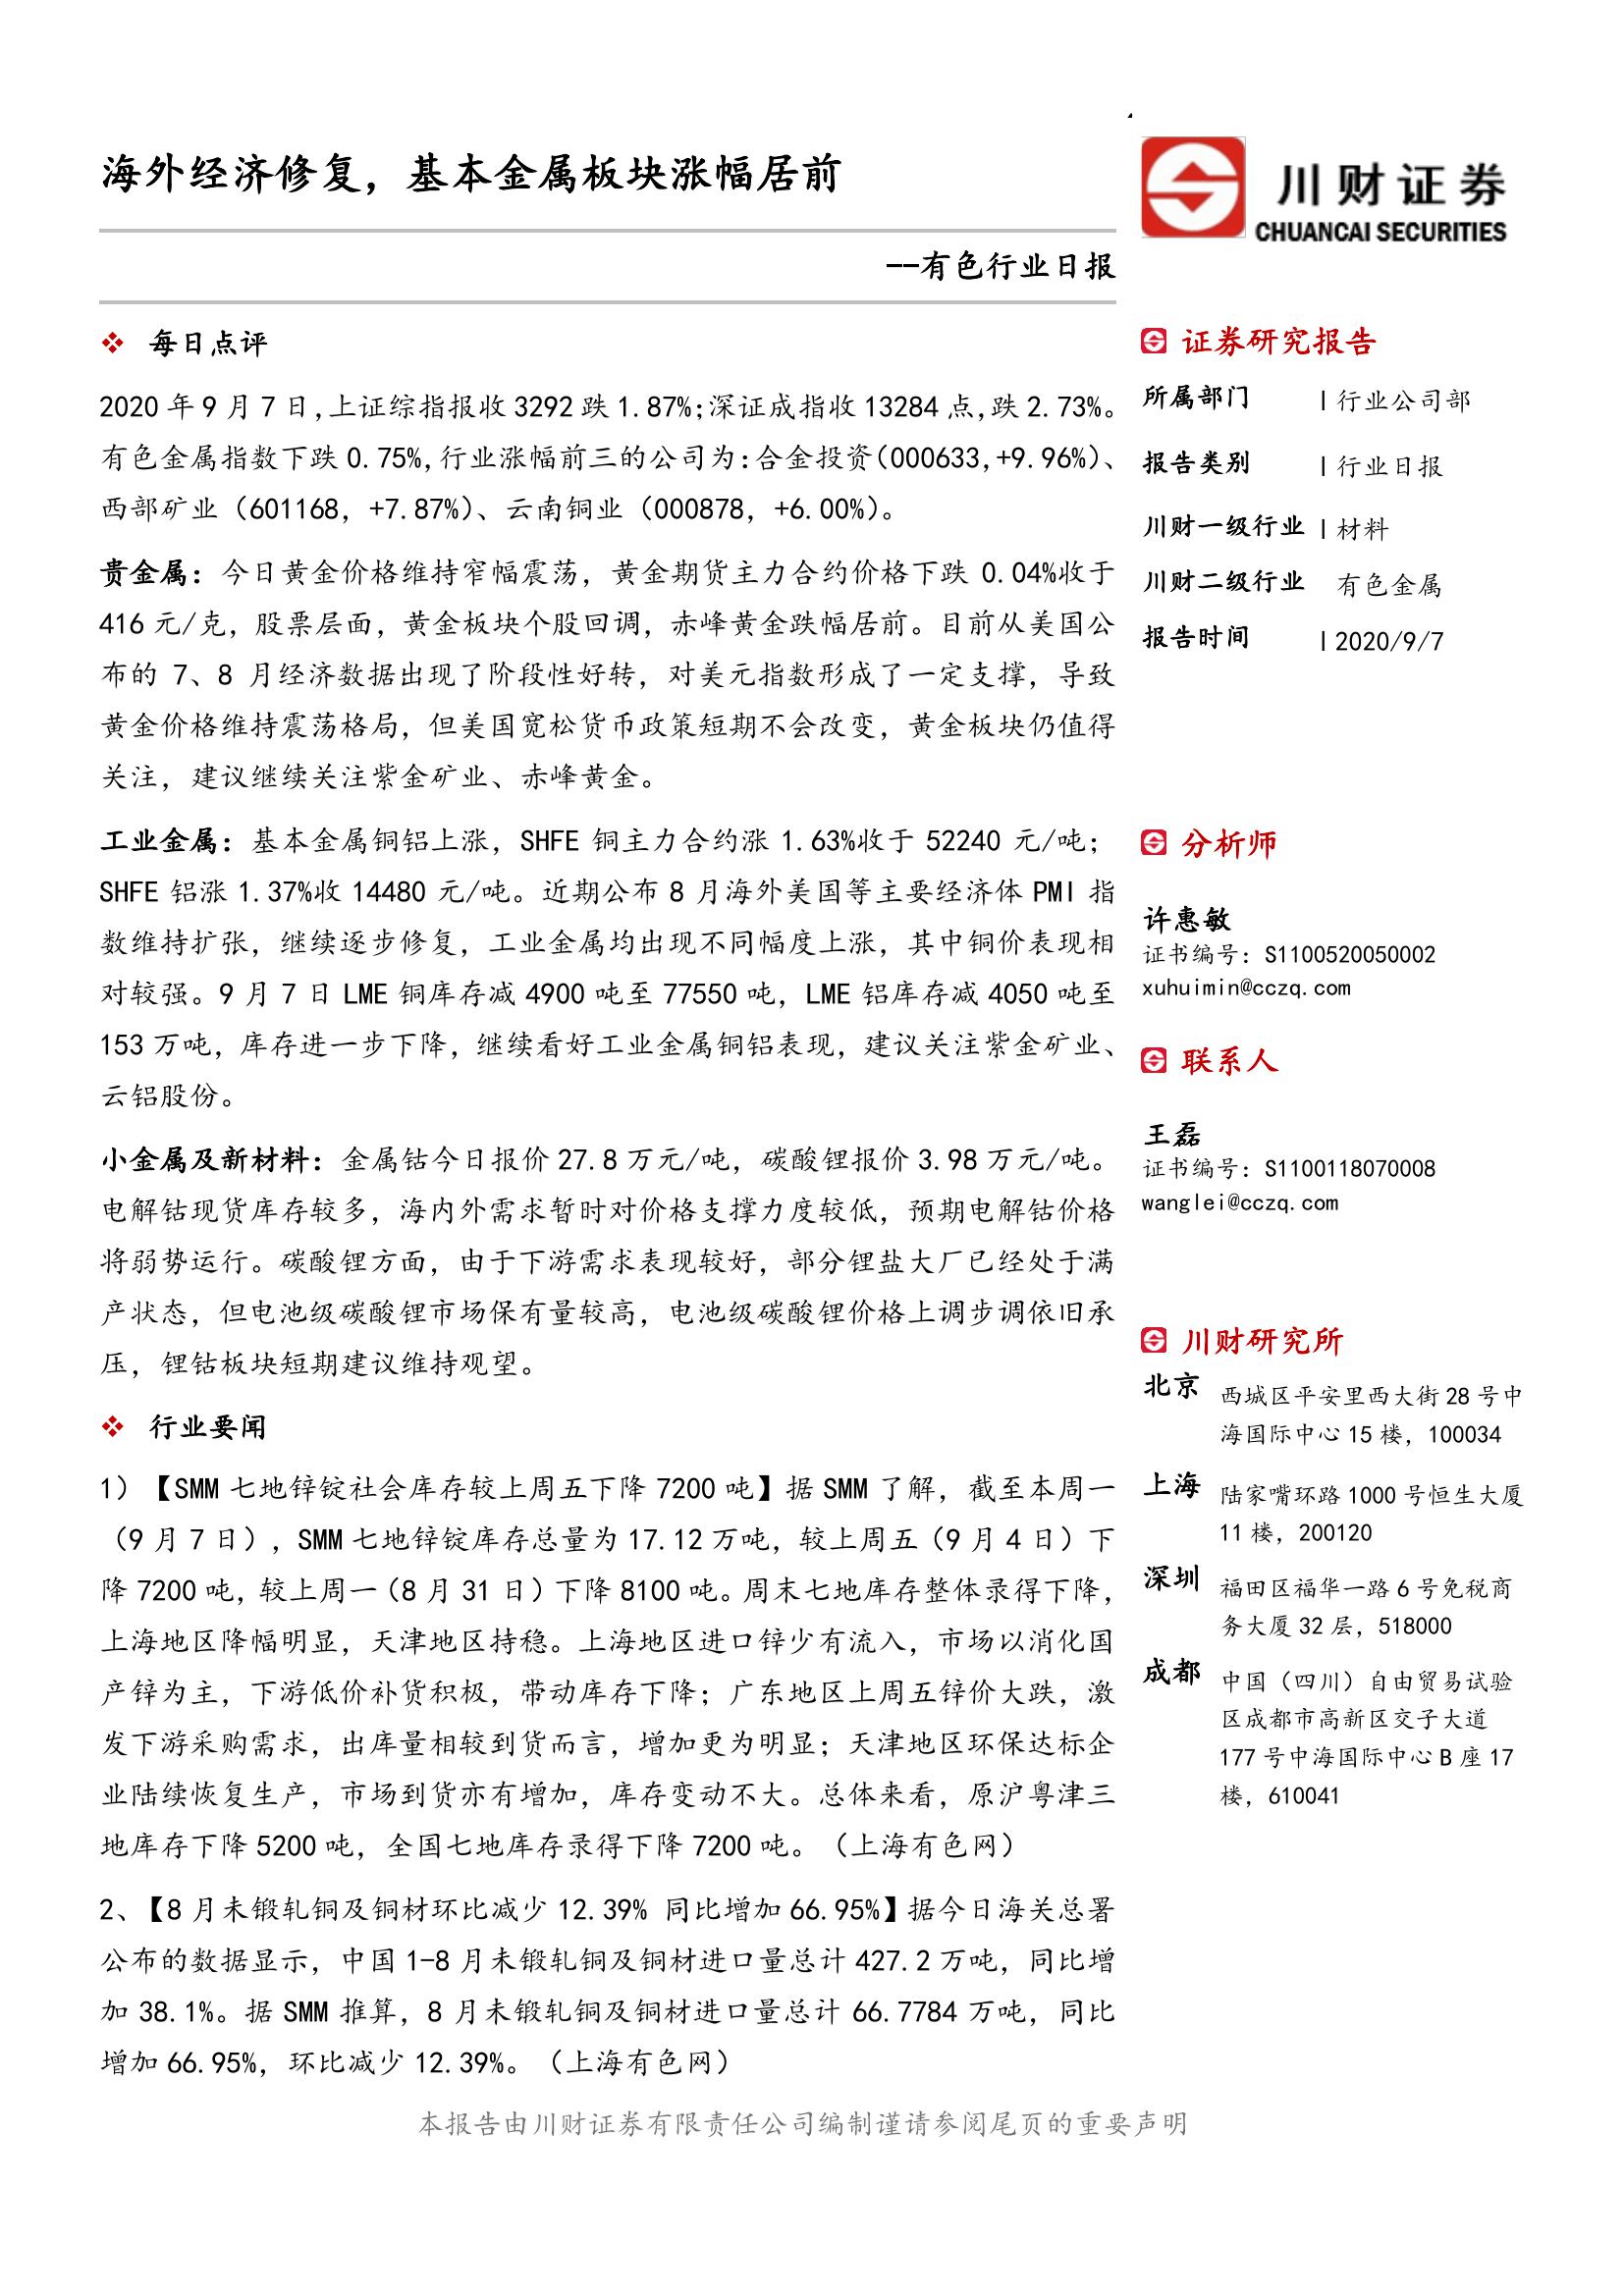 海外经济修复，基本金属板块涨幅居前
——有色行业日报
川财证券
CHUANCAI SECURITIES
❖ 每日点评
2020 年 9 月 7 日，上证综指报收 3292 跌 1.87%；深证成指收 13284 点，跌 2.73%。
有色金属指数下跌 0.75%，行业涨幅前三的公司为：合金投资（000633，+9.96%）、
西部矿业（601168，+7.87%）、云南铜业（000878，+6.00%）。
贵金属：今日黄金价格维持窄幅震荡，黄金期货主力合约价格下跌 0.04%收于
416 元/克，股票层面，黄金板块个股回调，赤峰黄金跌幅居前。目前从美国公
布的 7、8 月经济数据出现了阶段性好转，对美元指数形成了一定支撑，导致
黄金价格维持震荡格局，但美国宽松货币政策短期不会改变，黄金板块仍值得
关注，建议继续关注紫金矿业、赤峰黄金。
工业金属：基本金属铜铝上涨，SHFE 铜主力合约涨 1.63%收于 52240 元/吨；
SHFE 铝涨 1.37%收 14480 元/吨。近期公布 8 月海外美国等主要经济体 PMI 指
数维持扩张，继续逐步修复，工业金属均出现不同幅度上涨，其中铜价表现相
对较强。9 月 7 日 LME 铜库存减 4900 吨至 77550 吨，LME 铝库存减 4050 吨至
153 万吨，库存进一步下降，继续看好工业金属铜铝表现，建议关注紫金矿业、
云铝股份。
小金属及新材料：金属钴今日报价 27.8 万元/吨，碳酸锂报价 3.98 万元/吨。
电解钴现货库存较多，海内外需求暂时对价格支撑力度较低，预期电解钴价格
将弱势运行。碳酸锂方面，由于下游需求表现较好，部分锂盐大厂已经处于满
产状态，但电池级碳酸锂市场保有量较高，电池级碳酸锂价格上调步调依旧承
压，锂钴板块短期建议维持观望。
❖ 行业要闻
1）【SMM 七地锌锭社会库存较上周五下降 7200 吨】据 SMM 了解，截至本周一
（9 月 7 日），SMM 七地锌锭库存总量为 17.12 万吨，较上周五（9 月 4 日）下
降 7200 吨，较上周一（8 月 31 日）下降 8100 吨。周末七地库存整体录得下降，
上海地区降幅明显，天津地区持稳。上海地区进口锌少有流入，市场以消化国
产锌为主，下游低价补货积极，带动库存下降；广东地区上周五锌价大跌，激
发下游采购需求，出库量相较到货而言，增加更为明显；天津地区环保达标企
业陆续恢复生产，市场到货亦有增加，库存变动不大。总体来看，原沪粤津三
地库存下降 5200 吨，全国七地库存录得下降 7200 吨。（上海有色网）
2、【8 月未锻轧铜及铜材环比减少 12.39% 同比增加 66.95%】据今日海关总署
公布的数据显示，中国 1-8 月未锻轧铜及铜材进口量总计 427.2 万吨，同比增
加 38.1%。据 SMM 推算，8 月未锻轧铜及铜材进口量总计 66.7784 万吨，同比
增加 66.95%，环比减少 12.39%。（上海有色网）
证券研究报告
所属部门 | 行业公司部
报告类别 | 行业日报
川财一级行业 | 材料
川财二级行业 有色金属
报告时间 | 2020/9/7
分析师
许惠敏
证书编号：S1100520050002
xuhuimin@cczq.com
联系人
王磊
证书编号：S1100118070008
wanglei@cczq.com
川财研究所
北京 西城区平安里西大街 28 号中
海国际中心 15 楼，100034
上海 陆家嘴环路 1000 号恒生大厦
11 楼，200120
深圳 福田区福华一路 6 号免税商
务大厦 32 层，518000
成都 中国（四川）自由贸易试验
区成都市高新区交子大道
177 号中海国际中心 B 座 17
楼，610041
本报告由川财证券有限责任公司编制谨请参阅尾页的重要声明